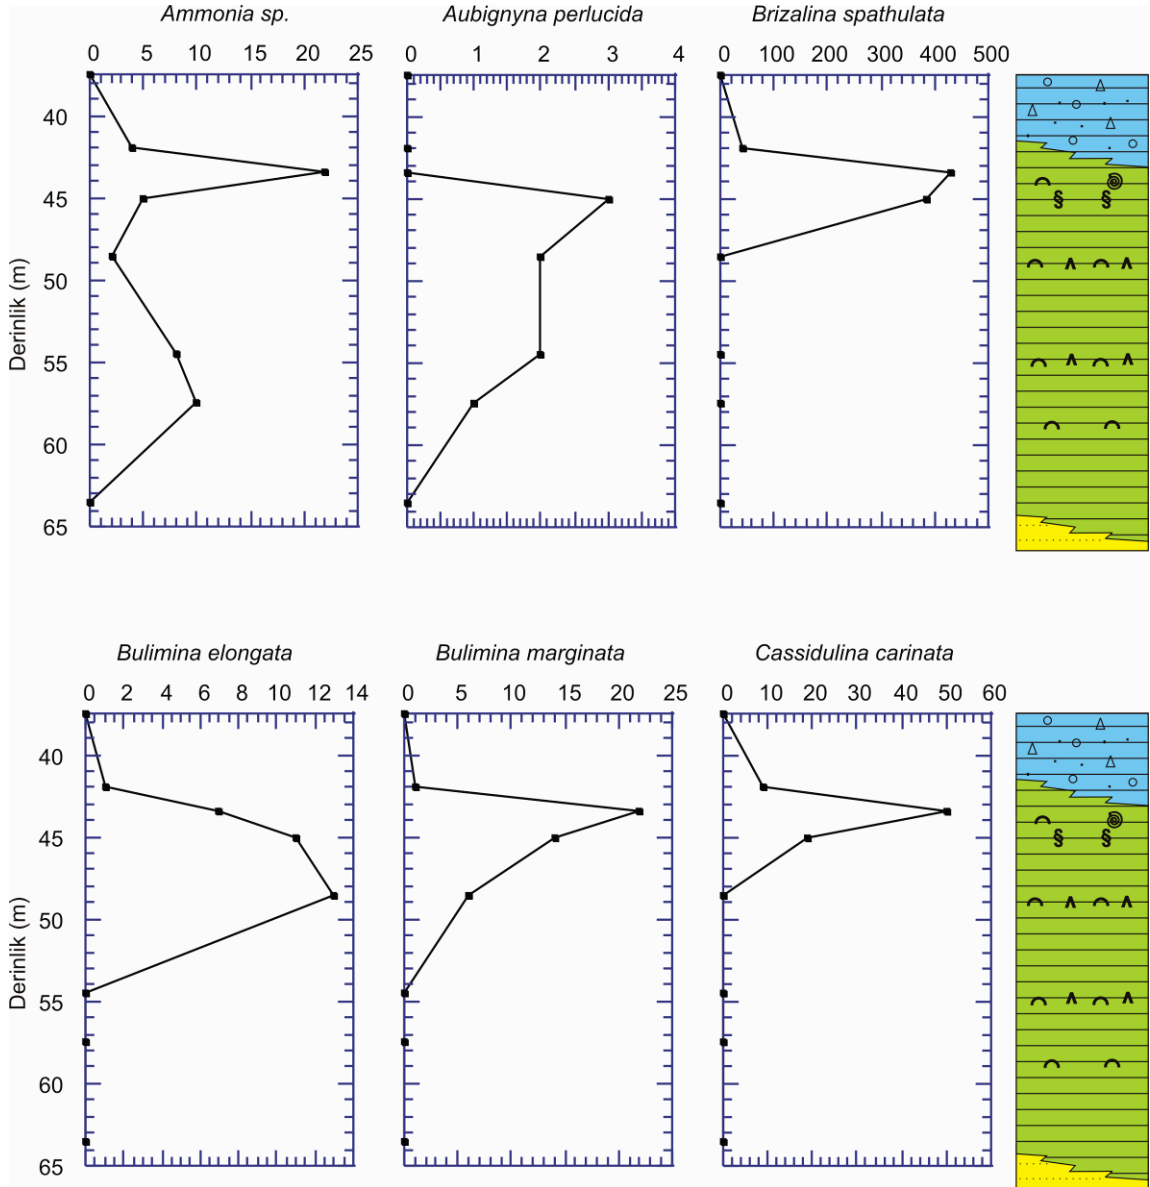 Ammonia sp. Aubignyna perlucida Brizalina spathulata
0 5 10 15 20 25 0 1 2 3 4 0 100 200 300 400 500
40
45
50
55
60
65
Derinlik (m)
Bulimina elongata Bulimina marginata Cassidulina carinata
0 2 4 6 8 10 12 14 0 5 10 15 20 25 0 10 20 30 40 50 60
40
45
50
55
60
65
Derinlik (m)